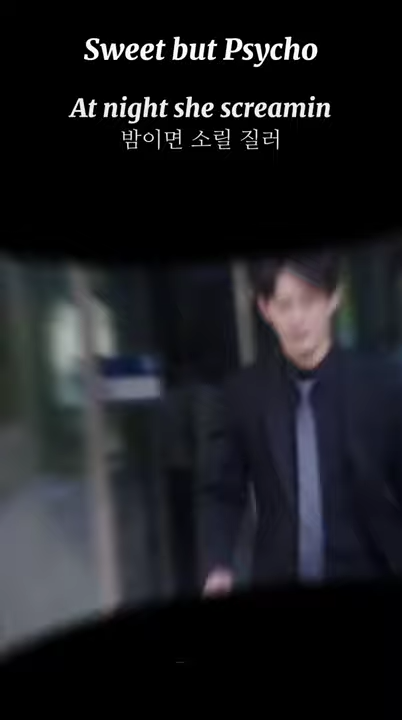 Sweet but Psycho
At night she screamin
밤이면 소릴 질러